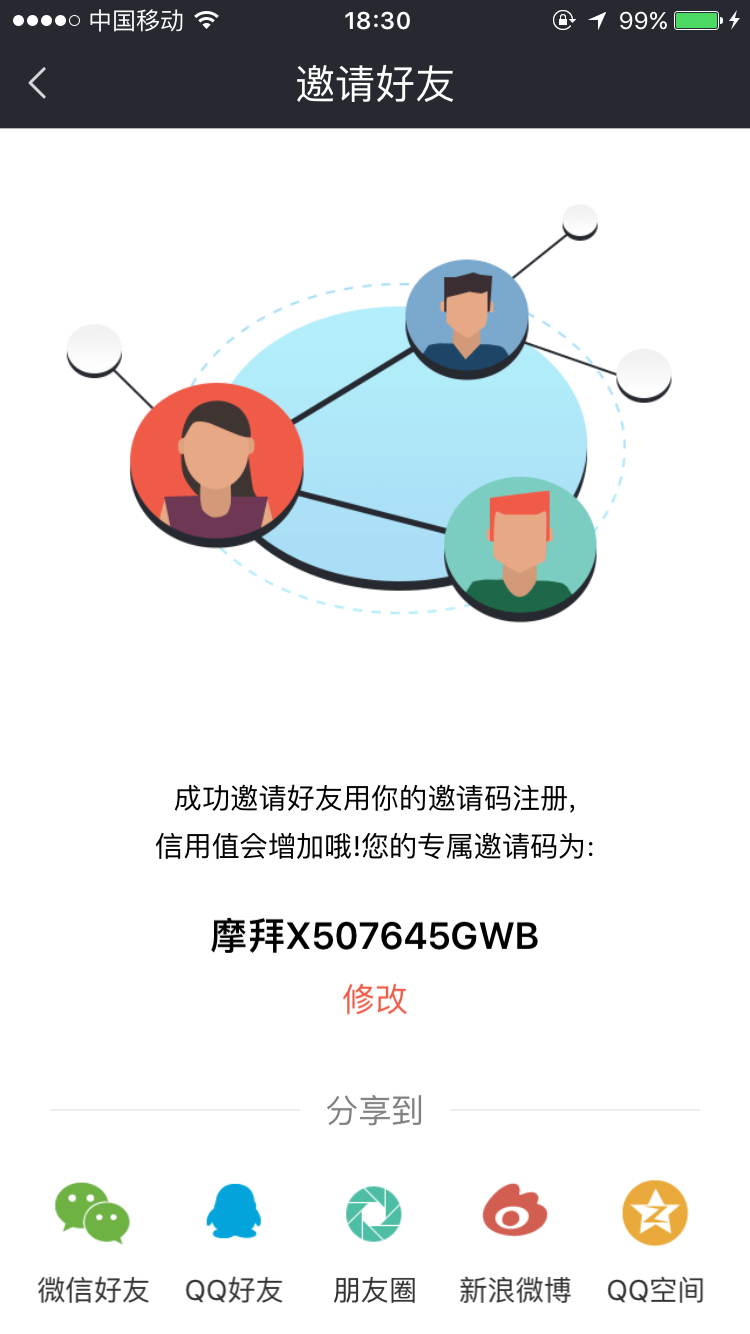 中国移动
18:30
99%
邀请好友
成功邀请好友用你的邀请码注册,
信用值会增加哦!您的专属邀请码为:
摩拜X507645GWB
修改
分享到
微信好友 QQ好友 朋友圈 新浪微博 QQ空间